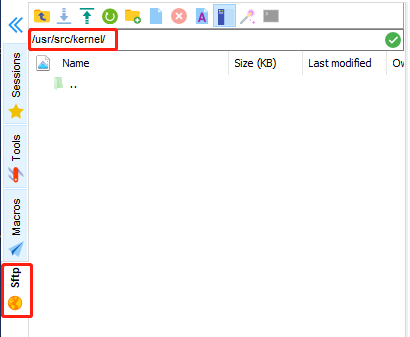 /usr/src/kernel/
Name
Size (KB)
Last modified
Ow
..
Sessions
Tools
Macros
Sftp
A